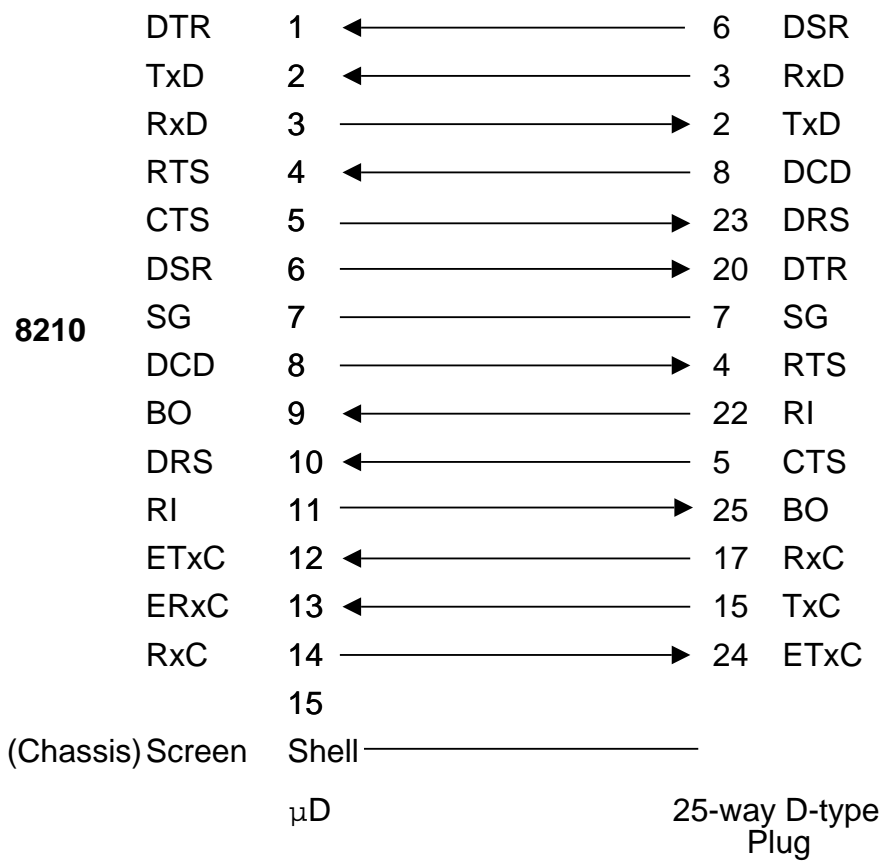 DTR 1 6 DSR
TxD 2 3 RxD
RxD 3 2 TxD
RTS 4 8 DCD
CTS 5 23 DRS
DSR 6 20 DTR
8210 SG 7 7 SG
DCD 8 4 RTS
BO 9 22 RI
DRS 10 5 CTS
RI 11 25 BO
ETxC 12 17 RxC
ERxC 13 15 TxC
RxC 14 24 ETxC
15
(Chassis) Screen Shell
μD 25-way D-type
Plug